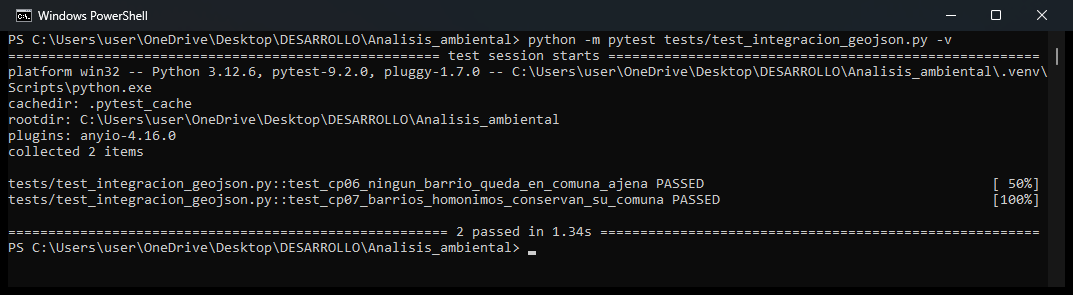 Windows PowerShell
PS C:\Users\user\OneDrive\Desktop\DESARROLLO\Analisis_ambiental> python -m pytest tests/test_integracion_geojson.py -v
===================================================== test session starts =====================================================
platform win32 -- Python 3.12.6, pytest-9.2.0, pluggy-1.7.0 -- C:\Users\user\OneDrive\Desktop\DESARROLLO\Analisis_ambiental\.venv\
Scripts\python.exe
cachedir: .pytest_cache
rootdir: C:\Users\user\OneDrive\Desktop\DESARROLLO\Analisis_ambiental
plugins: anyio-4.16.0
collected 2 items
tests/test_integracion_geojson.py::test_cp06_ningun_barrio_queda_en_comuna_ajena PASSED [ 50%]
tests/test_integracion_geojson.py::test_cp07_barrios_homonimos_conservan_su_comuna PASSED [100%]
====================================================== 2 passed in 1.34s ======================================================
PS C:\Users\user\OneDrive\Desktop\DESARROLLO\Analisis_ambiental>